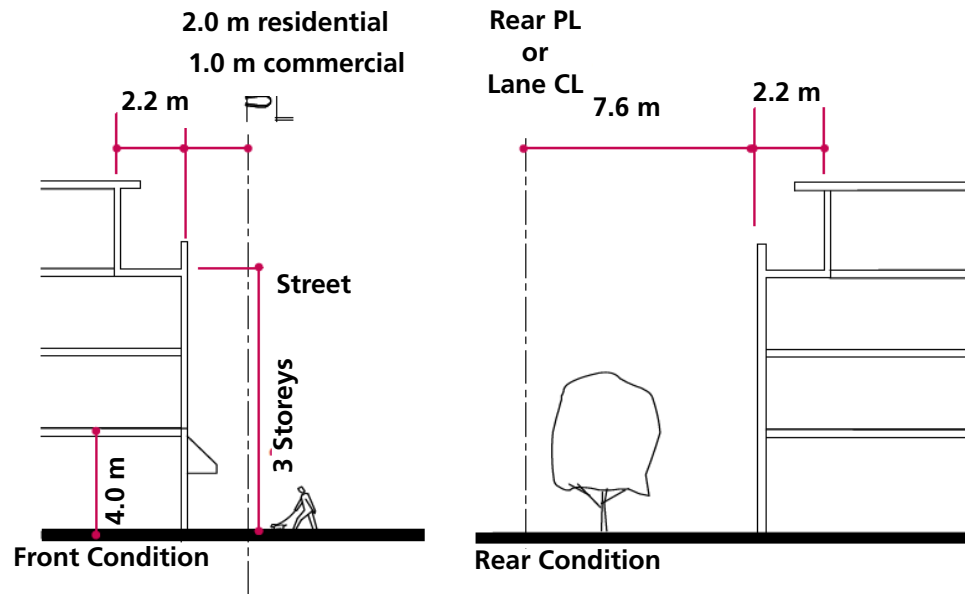 2.0 m residential
1.0 m commercial
2.2 m
Street
3 Storeys
4.0 m
Front Condition
Rear PL
or
Lane CL
7.6 m
2.2 m
Rear Condition